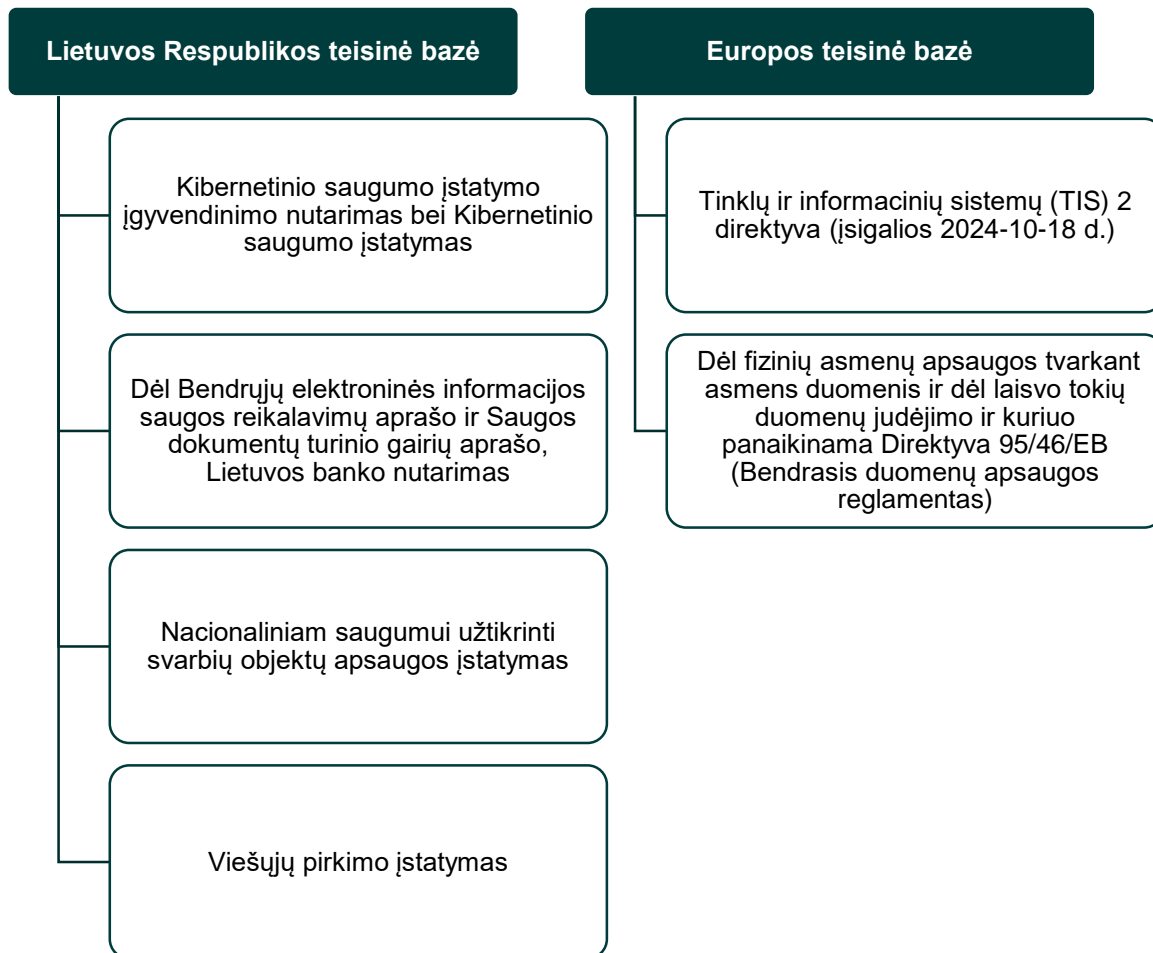 Lietuvos Respublikos teisinė bazė
Kibernetinio saugumo įstatymo
įgyvendinimo nutarimas bei Kibernetinio
saugumo įstatymas
Dėl Bendrųjų elektroninės informacijos
saugos reikalavimų aprašo ir Saugos
dokumentų turinio gairių aprašo,
Lietuvos banko nutarimas
Nacionaliniam saugumui užtikrinti
svarbių objektų apsaugos įstatymas
Viešųjų pirkimo įstatymas
Europos teisinė bazė
Tinklų ir informacinių sistemų (TIS) 2
direktyva (įsigalios 2024-10-18 d.)
Dėl fizinių asmenų apsaugos tvarkant
asmens duomenis ir dėl laisvo tokių
duomenų judėjimo ir kuriuo
panaikinama Direktyva 95/46/EB
(Bendrasis duomenų apsaugos
reglamentas)